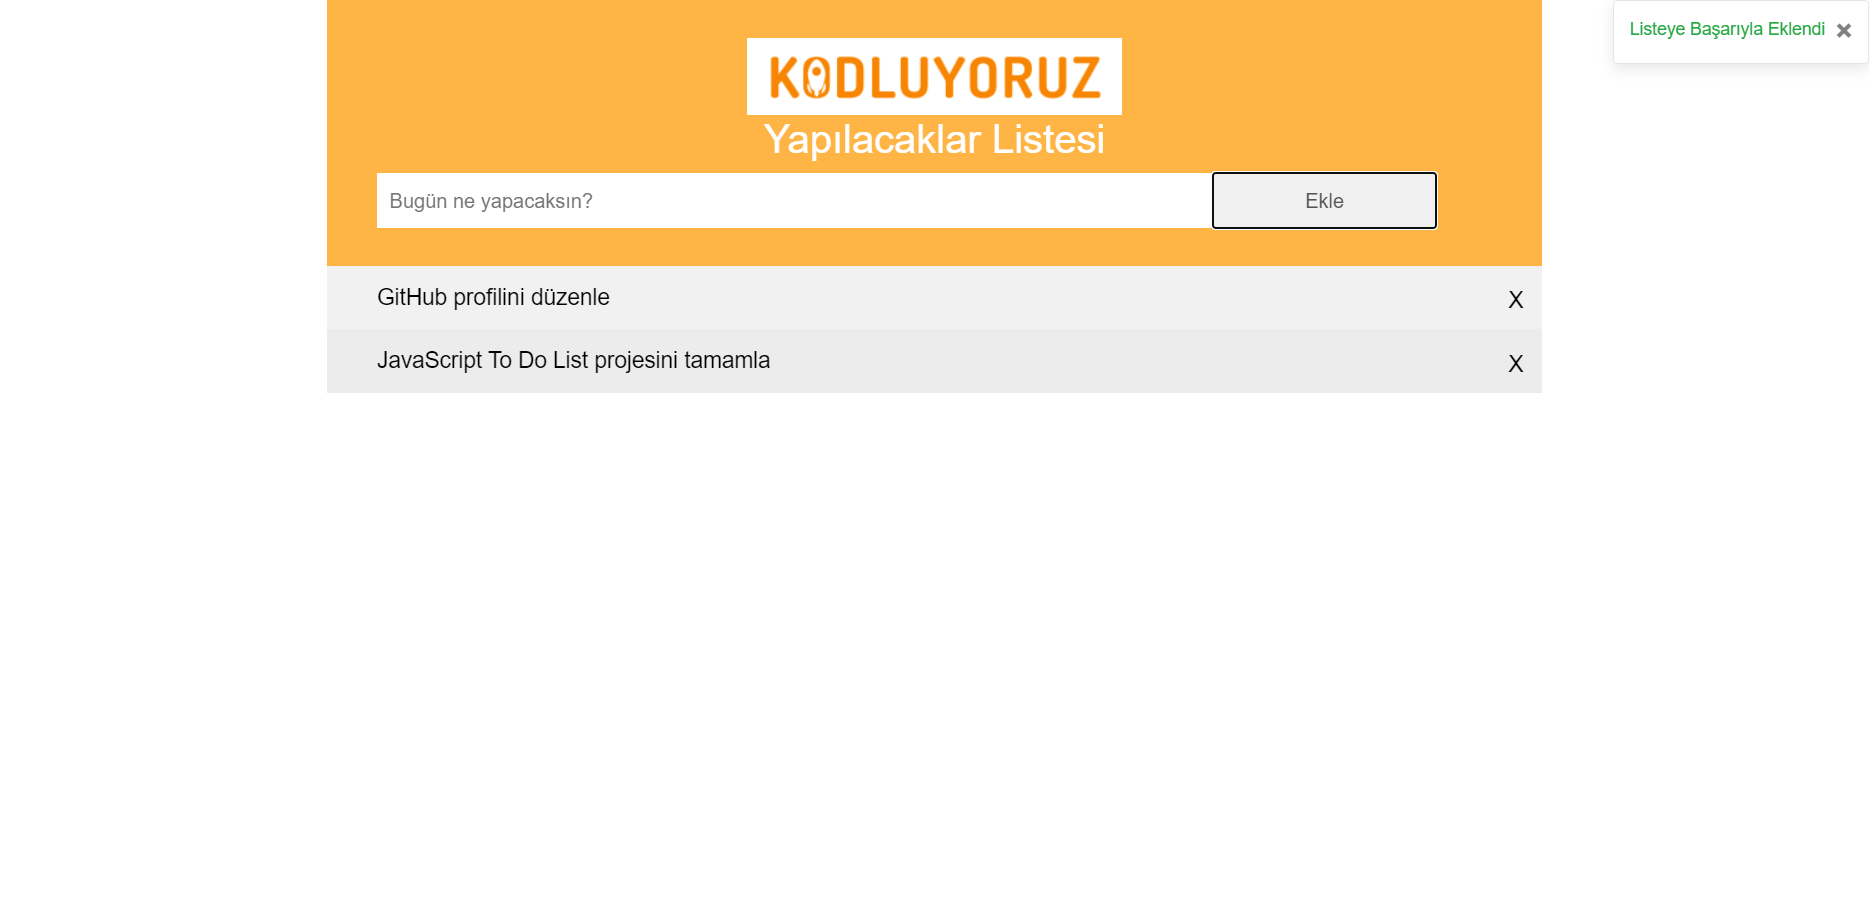 KODLUYORUZ
Yapılacaklar Listesi
Bugün ne yapacaksın?
Ekle
GitHub profilini düzenle
X
JavaScript To Do List projesini tamamla
X
Listeye Başarıyla Eklendi ×